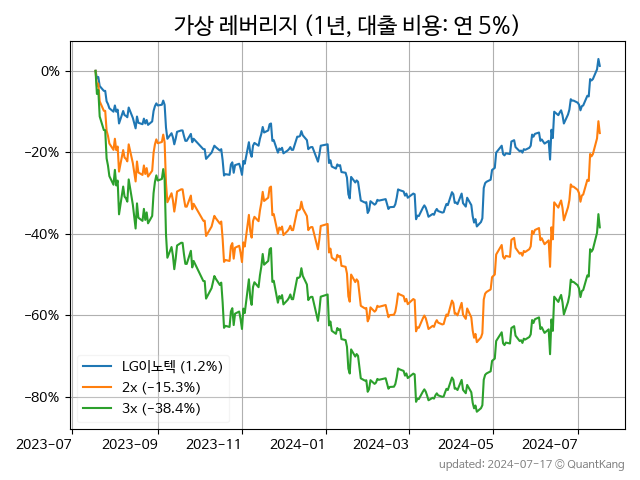 가상 레버리지 (1년, 대출 비용: 연 5%)
0%
−20%
−40%
−60%
−80%
LG이노텍 (1.2%)
2x (−15.3%)
3x (−38.4%)
2023-07 2023-09 2023-11 2024-01 2024-03 2024-05 2024-07
updated: 2024-07-17 © QuantKang